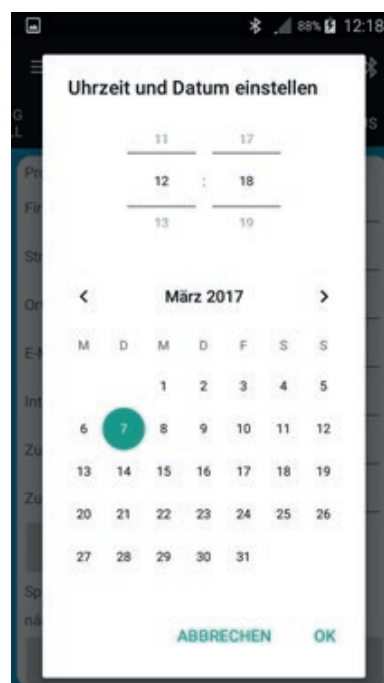 88% 12:18
Uhrzeit und Datum einstellen
11 17
12 : 18
13 19
< März 2017 >
M D M D F S S
1 2 3 4 5
6 7 8 9 10 11 12
13 14 15 16 17 18 19
20 21 22 23 24 25 26
27 28 29 30 31
ABBRECHEN OK